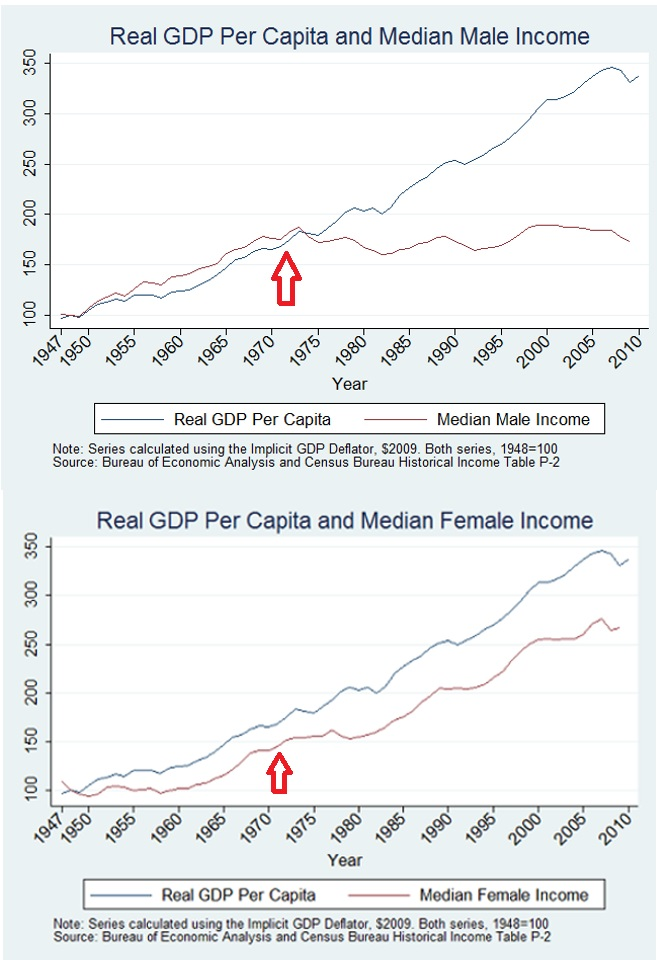 Real GDP Per Capita and Median Male Income
350
300
250
200
150
100
1947 1950 1955 1960 1965 1970 1975 1980 1985 1990 1995 2000 2005 2010
Year
Real GDP Per Capita Median Male Income
Note: Series calculated using the Implicit GDP Deflator, $2009. Both series, 1948=100
Source: Bureau of Economic Analysis and Census Bureau Historical Income Table P-2
Real GDP Per Capita and Median Female Income
350
300
250
200
150
100
1947 1950 1955 1960 1965 1970 1975 1980 1985 1990 1995 2000 2005 2010
Year
Real GDP Per Capita Median Female Income
Note: Series calculated using the Implicit GDP Deflator, $2009. Both series, 1948=100
Source: Bureau of Economic Analysis and Census Bureau Historical Income Table P-2